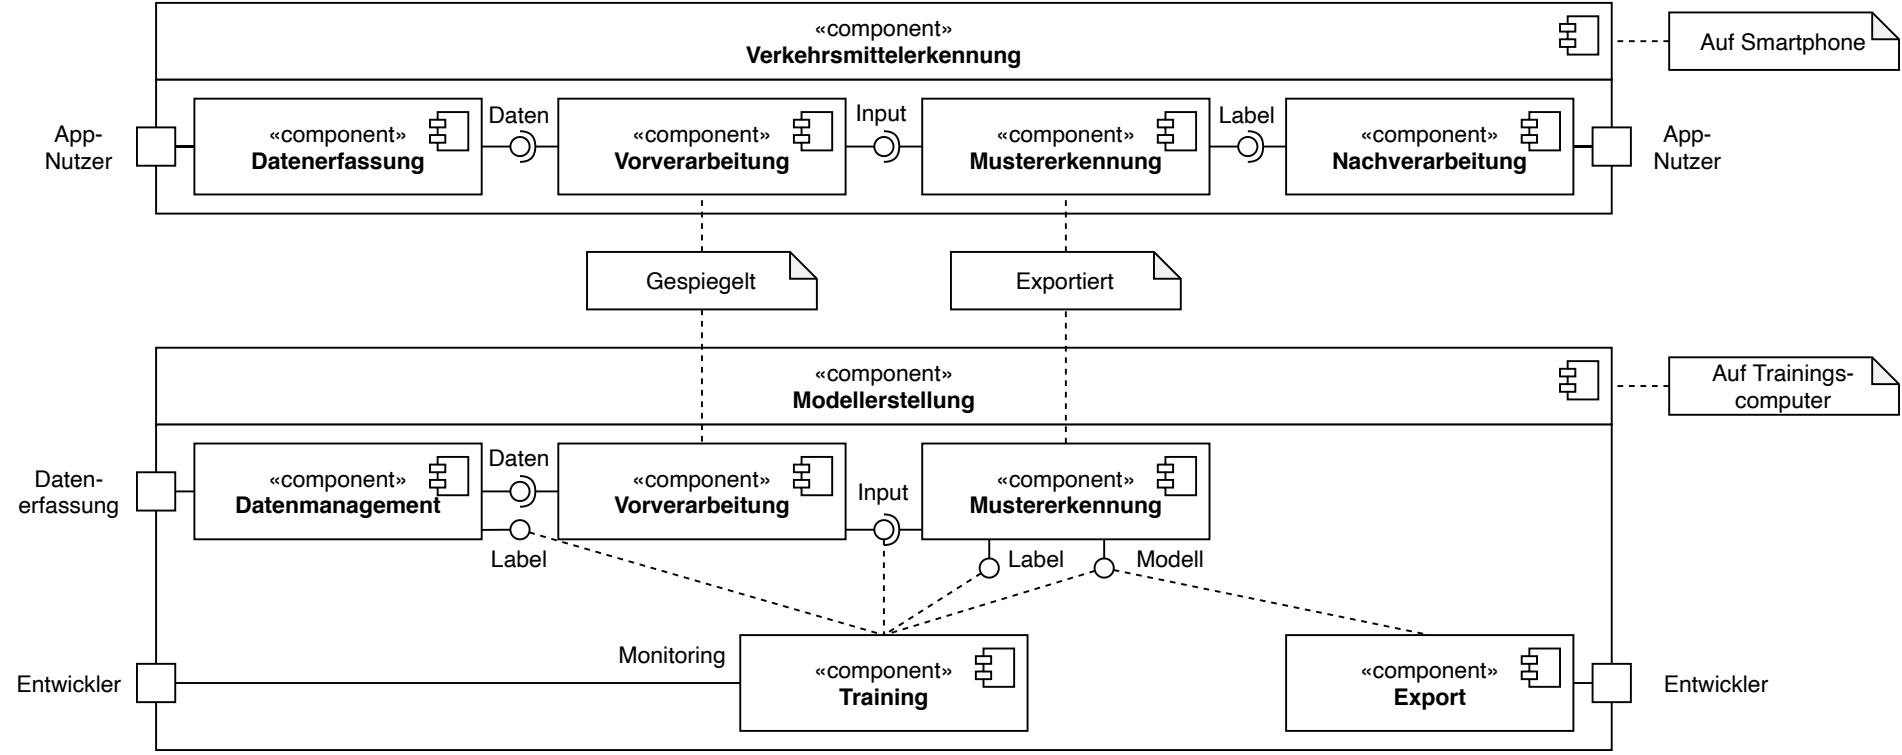 «component»
Verkehrsmittelerkennung
Auf Smartphone
App-
Nutzer
«component»
Datenerfassung
Daten
«component»
Vorverarbeitung
Input
«component»
Mustererkennung
Label
«component»
Nachverarbeitung
App-
Nutzer
Gespiegelt
Exportiert
«component»
Modellerstellung
Auf Trainings-
computer
Daten-
erfassung
«component»
Datenmanagement
Daten
Label
«component»
Vorverarbeitung
Input
«component»
Mustererkennung
Label
Modell
Entwickler
Monitoring
«component»
Training
«component»
Export
Entwickler